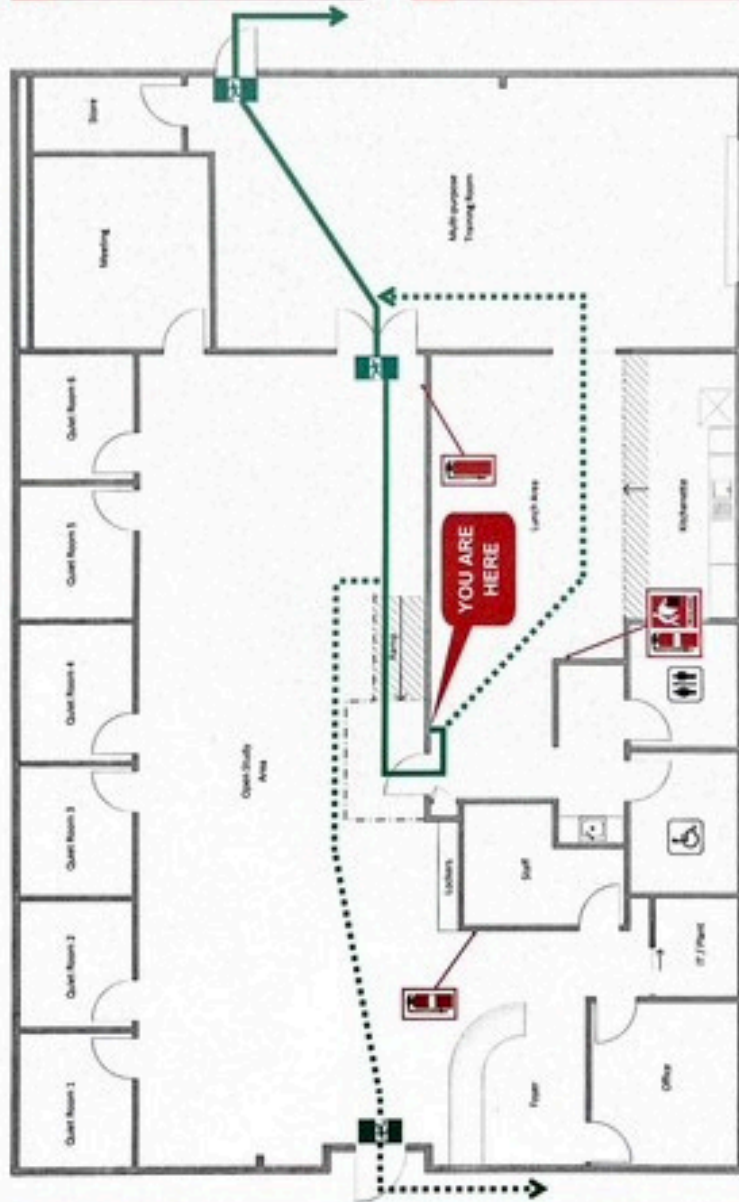 Store
Meeting
Multi-purpose
Training Room
Quiet Room 6
Quiet Room 5
Quiet Room 4
Quiet Room 3
Quiet Room 2
Quiet Room 1
Open Study
Area
Ramp
YOU ARE
HERE
Lunch Area
Kitchenette
Lockers
Staff
Foyer
Office
IT / Plant